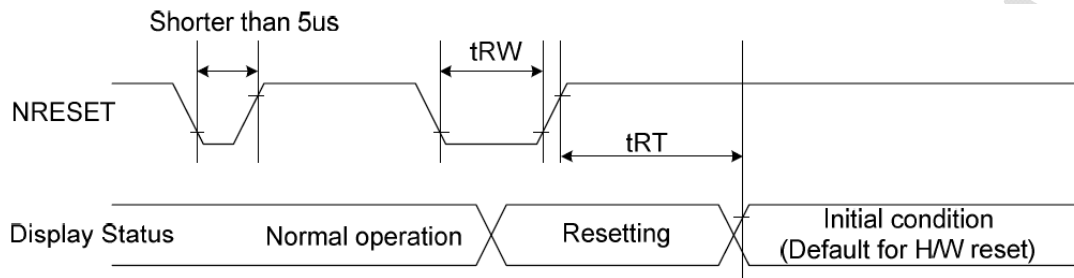 Shorter than 5us
tRW
NRESET
tRT
Display Status
Normal operation
Resetting
Initial condition
(Default for H/W reset)